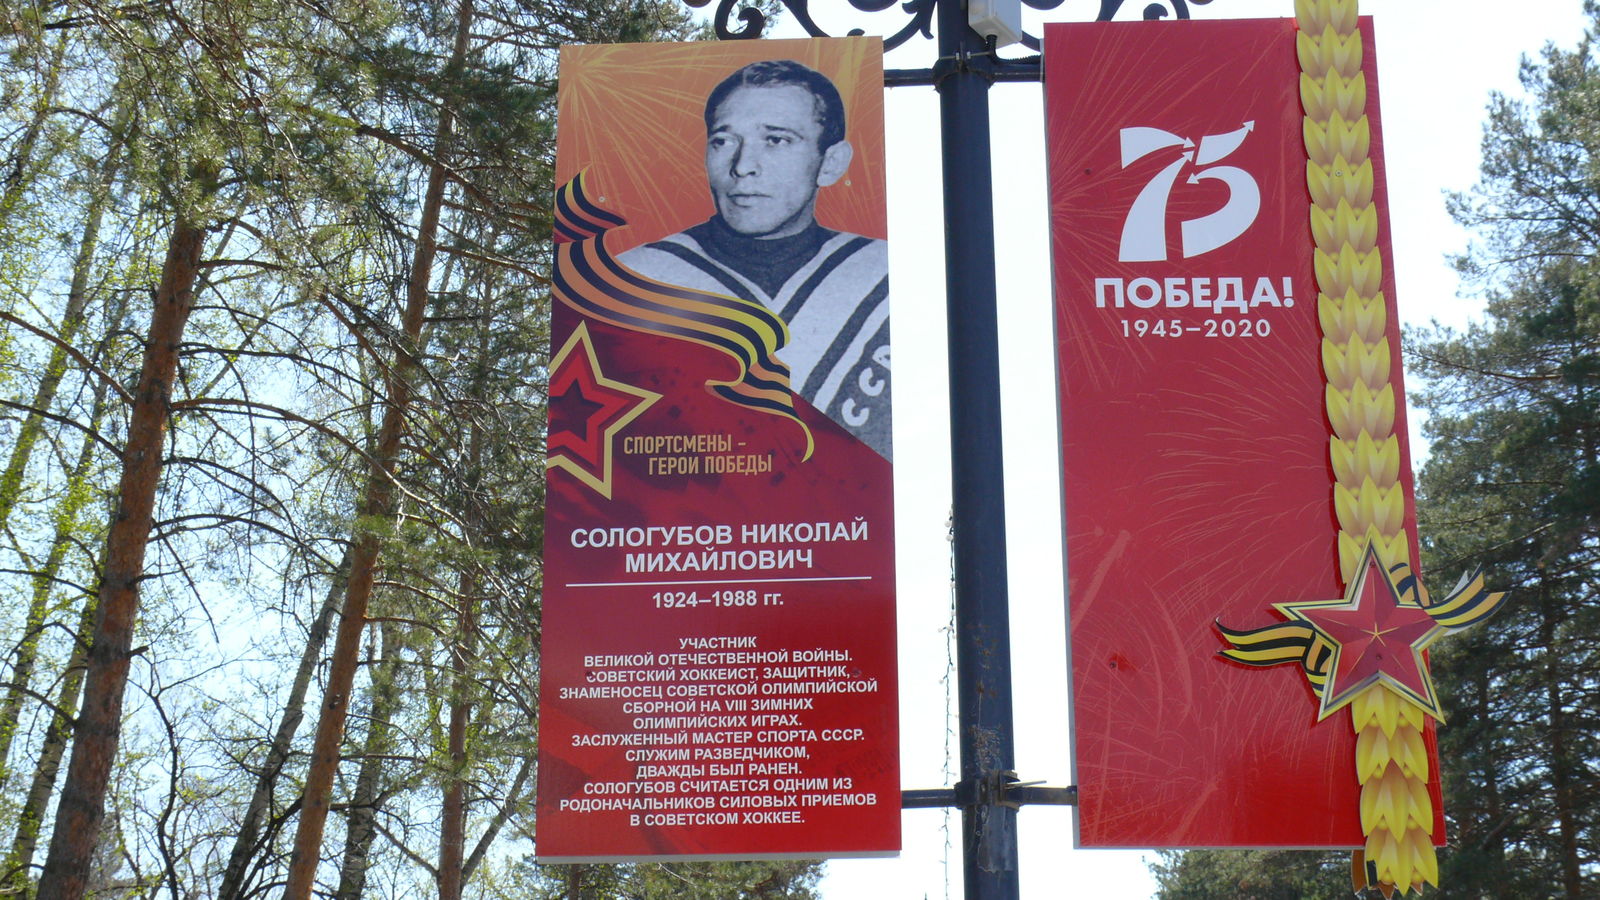 СПОРТСМЕНЫ -
ГЕРОИ ПОБЕДЫ
СОЛОГУБОВ НИКОЛАЙ
МИХАЙЛОВИЧ
1924–1988 гг.
УЧАСТНИК
ВЕЛИКОЙ ОТЕЧЕСТВЕННОЙ ВОЙНЫ.
СОВЕТСКИЙ ХОККЕИСТ, ЗАЩИТНИК,
ЗНАМЕНОСЕЦ СОВЕТСКОЙ ОЛИМПИЙСКОЙ
СБОРНОЙ НА VIII ЗИМНИХ
ОЛИМПИЙСКИХ ИГРАХ.
ЗАСЛУЖЕННЫЙ МАСТЕР СПОРТА СССР.
СЛУЖИМ РАЗВЕДЧИКОМ,
ДВАЖДЫ БЫЛ РАНЕН.
СОЛОГУБОВ СЧИТАЕТСЯ ОДНИМ ИЗ
РОДОНАЧАЛЬНИКОВ СИЛОВЫХ ПРИЕМОВ
В СОВЕТСКОМ ХОККЕЕ.
75
ПОБЕДА!
1945–2020